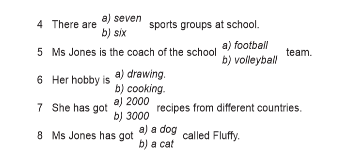 4 There are a) seven sports groups at school.
b) six
5 Ms Jones is the coach of the school a) football team.
b) volleyball
6 Her hobby is a) drawing.
b) cooking.
7 She has got a) 2000 recipes from different countries.
b) 3000
8 Ms Jones has got a) a dog called Fluffy.
b) a cat